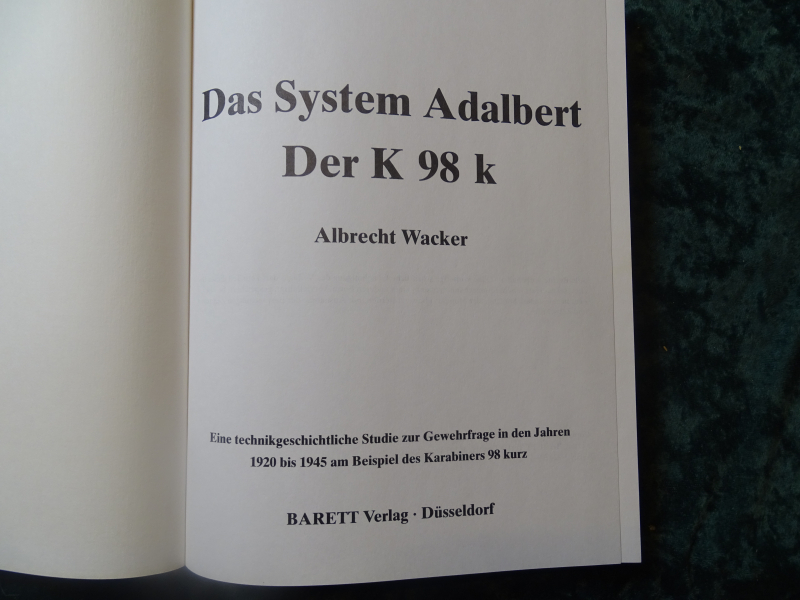 Das System Adalbert
Der K 98 k
Albrecht Wacker
Eine technikgeschichtliche Studie zur Gewehrfrage in den Jahren
1920 bis 1945 am Beispiel des Karabiners 98 kurz
BARETT Verlag · Düsseldorf